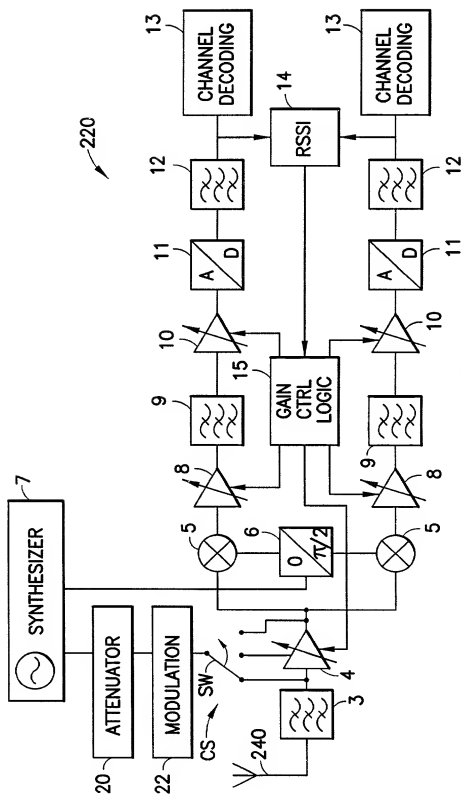 220
7
SYNTHESIZER
20
ATTENUATOR
22
MODULATION
SW
CS
240
3
4
5
6
0
π/2
5
8
8
9
9
15
GAIN
CTRL
LOGIC
10
10
11
A
D
11
A
D
12
12
14
RSSI
13
CHANNEL
DECODING
13
CHANNEL
DECODING